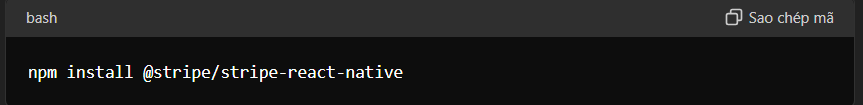 bash
Sao chép mã
npm install @stripe/stripe-react-native